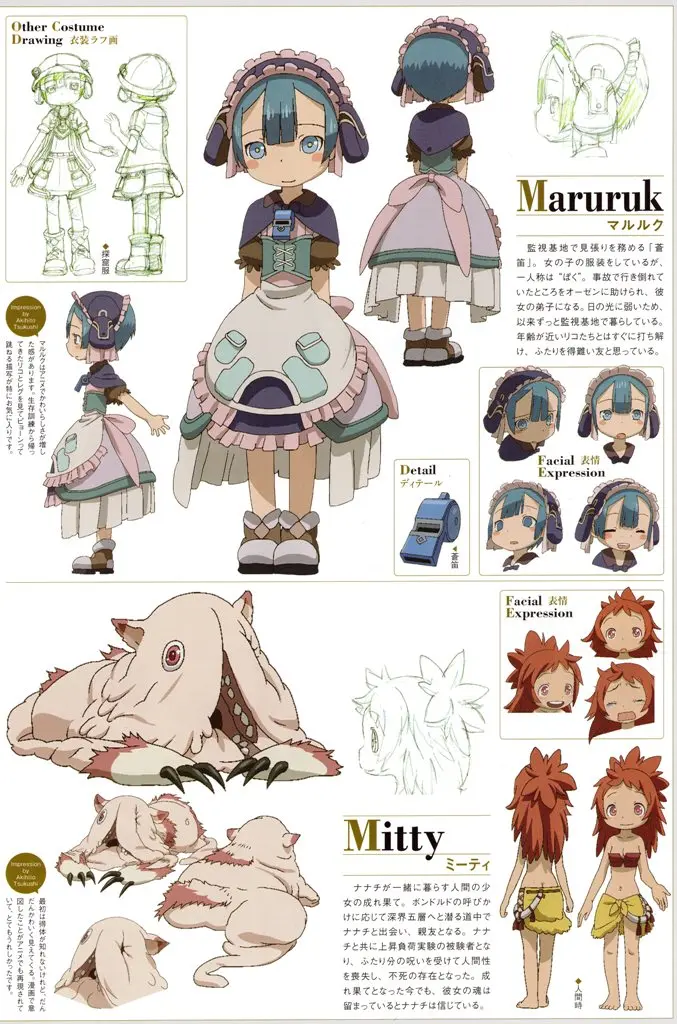 Other Costume
Drawing 衣装ラフ画
◆探窟服
Maruruk
マルルク
監視基地で見張りを務める「蒼
笛」。女の子の服装をしているが、
一人称は“ぼく”。事故で行き倒れて
いたところをオーゼンに助けられ、彼
女の弟子になる。日の光に弱いため、
以来ずっと監視基地で暮らしている。
年齢が近いリコたちとはすぐに打ち解
け、ふたりを得難い友と思っている。
Impression
by
Akihito
Tsukushi
マルルクはアニメでかわいらしさが増し
た感があります。生存訓練から帰っ
てきたリコとレグを見てピョーンって
跳ねる描写が特にお気に入りです。
Detail
ディテール
◀蒼笛
Facial 表情
Expression
Facial 表情
Expression
Mitty
ミーティ
ナナチが一緒に暮らす人間の少
女の成れ果て。ボンドルドの呼びか
けに応じて深界五層へと潜る道中で
ナナチと出会い、親友となる。ナナ
チと共に上昇負荷実験の被験者とな
り、ふたり分の呪いを受けて人間性
を喪失し、不死の存在となった。成
れ果てとなった今でも、彼女の魂は
留まっているとナナチは信じている。
◆人間時
Impression
by
Akihito
Tsukushi
最初は得体が知れないけれど、だん
だんかわいく見えてくる。漫画で意
図したことがアニメでも再現されて
いて、とてもうれしかったです。